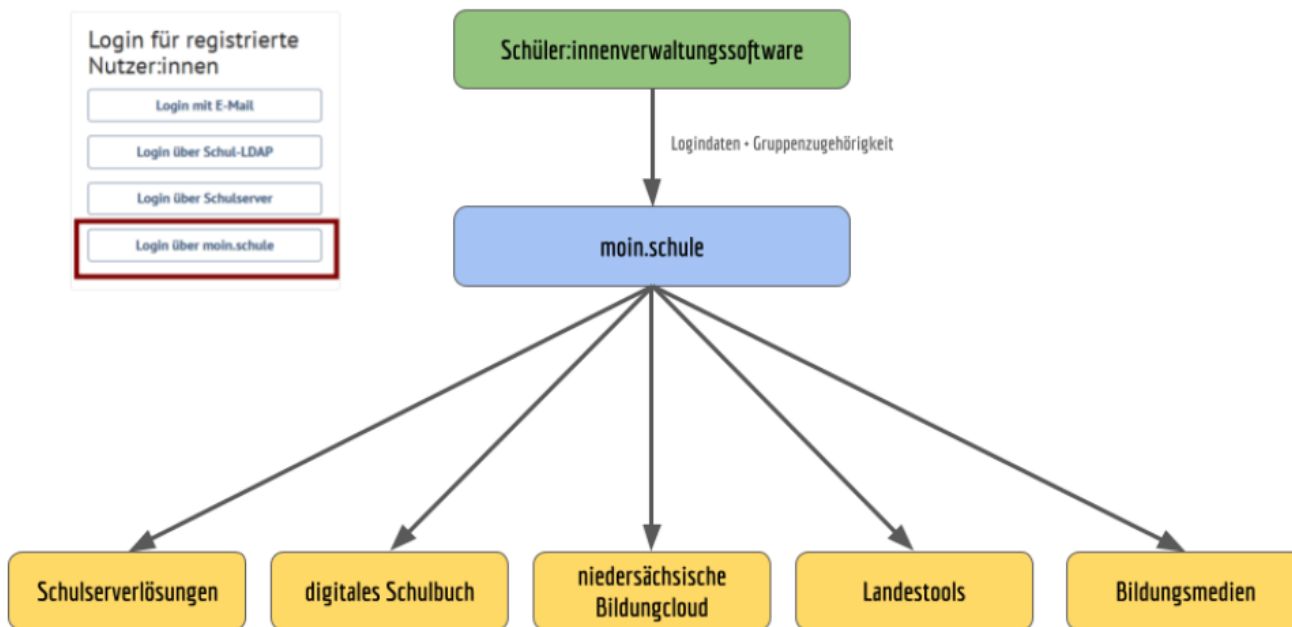 Login für registrierte
Nutzer:innen
Login mit E-Mail
Login über Schul-LDAP
Login über Schulserver
Login über moin.schule
Schüler:innenverwaltungssoftware
Logindaten + Gruppenzugehörigkeit
moin.schule
Schulserverlösungen
digitales Schulbuch
niedersächsische
Bildungcloud
Landestools
Bildungsmedien